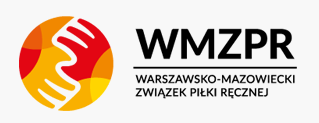 WMZPR
WARSZAWSKO-MAZOWIECKI
ZWIĄZEK PIŁKI RĘCZNEJ